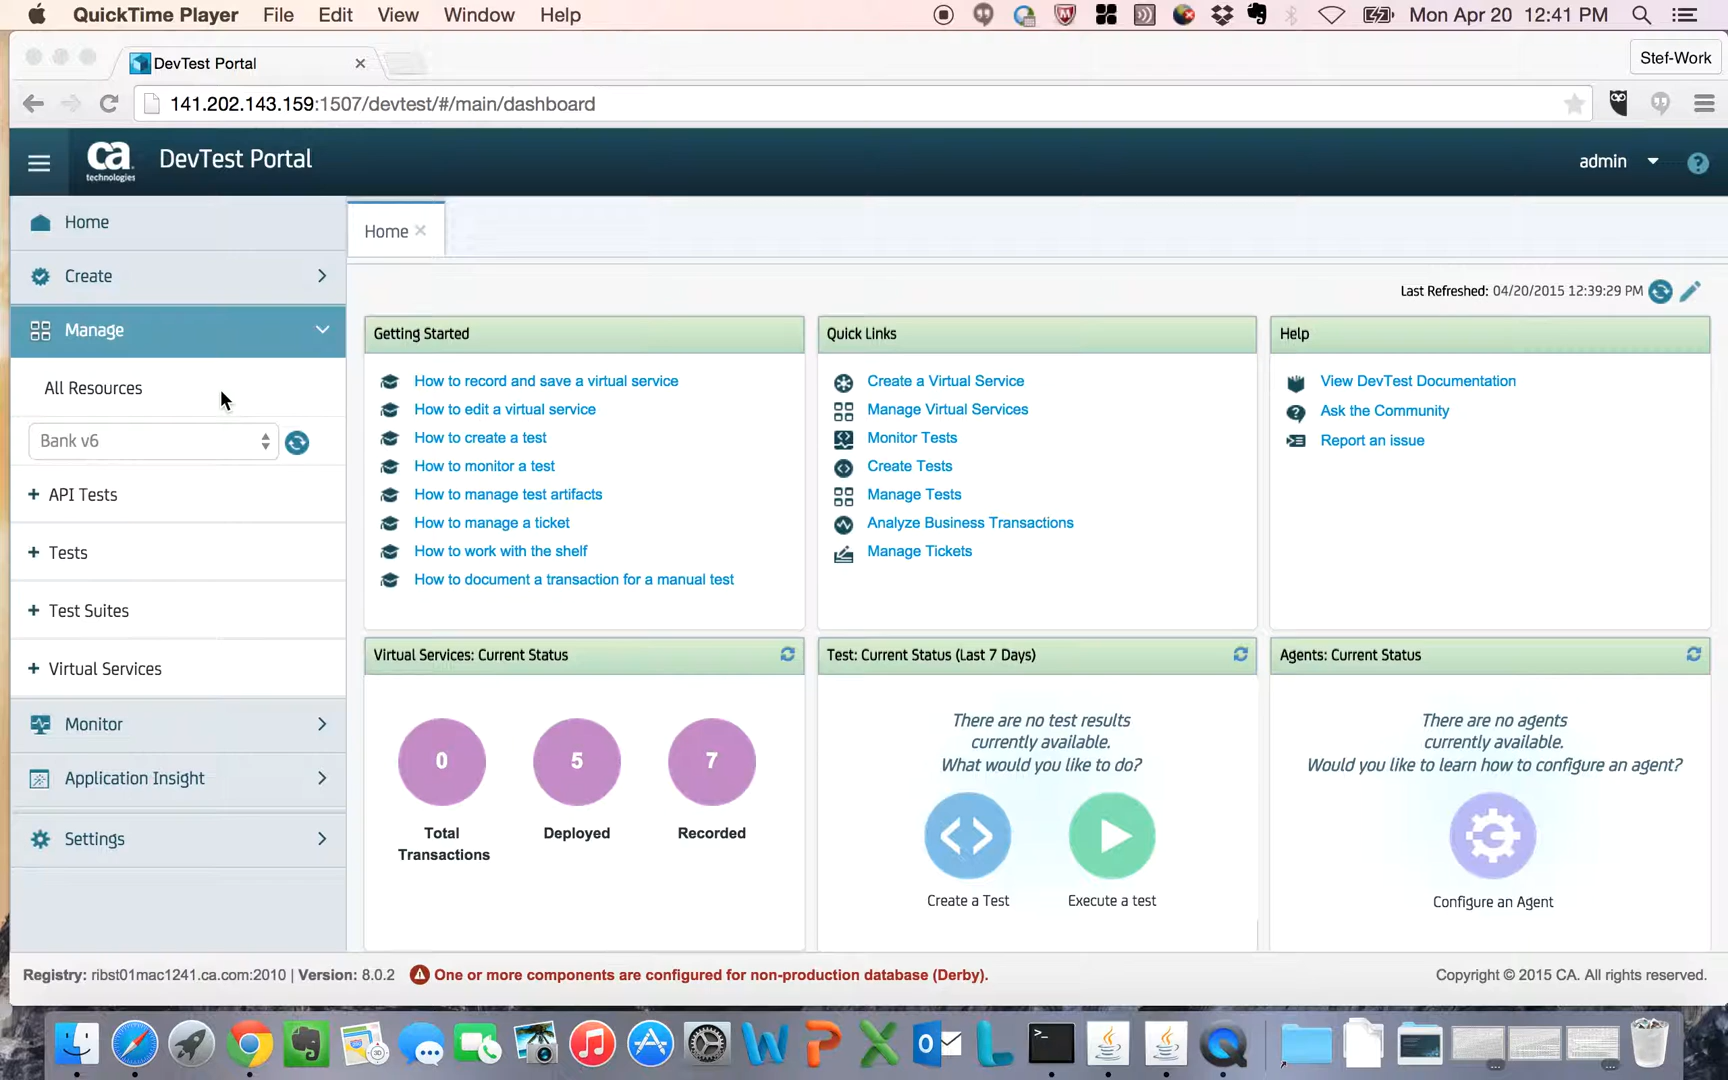 QuickTime Player File Edit View Window Help Mon Apr 20 12:41 PM
DevTest Portal
Stef-Work
141.202.143.159:1507/devtest/#/main/dashboard
ca
technologies
DevTest Portal
admin
Home
Create
Manage
All Resources
Bank v6
+ API Tests
+ Tests
+ Test Suites
+ Virtual Services
Monitor
Application Insight
Settings
Home
Last Refreshed: 04/20/2015 12:39:29 PM
Getting Started
How to record and save a virtual service
How to edit a virtual service
How to create a test
How to monitor a test
How to manage test artifacts
How to manage a ticket
How to work with the shelf
How to document a transaction for a manual test
Quick Links
Create a Virtual Service
Manage Virtual Services
Monitor Tests
Create Tests
Manage Tests
Analyze Business Transactions
Manage Tickets
Help
View DevTest Documentation
Ask the Community
Report an issue
Virtual Services: Current Status
0
5
7
Total
Transactions
Deployed
Recorded
Test: Current Status (Last 7 Days)
There are no test results
currently available.
What would you like to do?
Create a Test
Execute a test
Agents: Current Status
There are no agents
currently available.
Would you like to learn how to configure an agent?
Configure an Agent
Registry: ribst01mac1241.ca.com:2010 | Version: 8.0.2
One or more components are configured for non-production database (Derby).
Copyright © 2015 CA. All rights reserved.